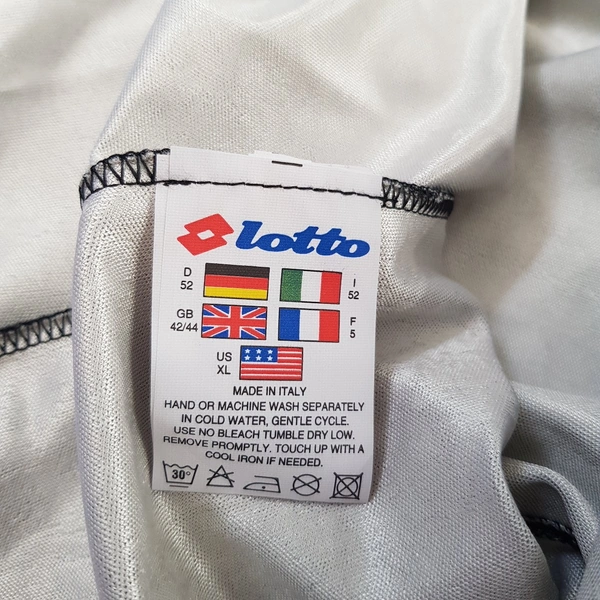 lotto
D
52
I
52
GB
42/44
F
5
US
XL
MADE IN ITALY
HAND OR MACHINE WASH SEPARATELY
IN COLD WATER, GENTLE CYCLE.
USE NO BLEACH TUMBLE DRY LOW.
REMOVE PROMPTLY. TOUCH UP WITH A
COOL IRON IF NEEDED.
30°